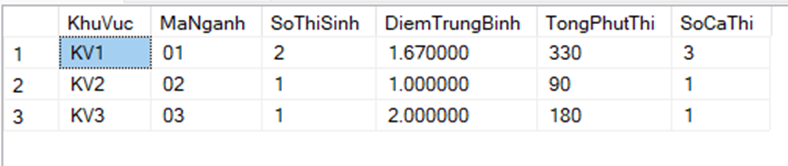 KhuVuc MaNganh SoThiSinh DiemTrungBinh TongPhutThi SoCaThi
1 KV1 01 2 1.670000 330 3
2 KV2 02 1 1.000000 90 1
3 KV3 03 1 2.000000 180 1